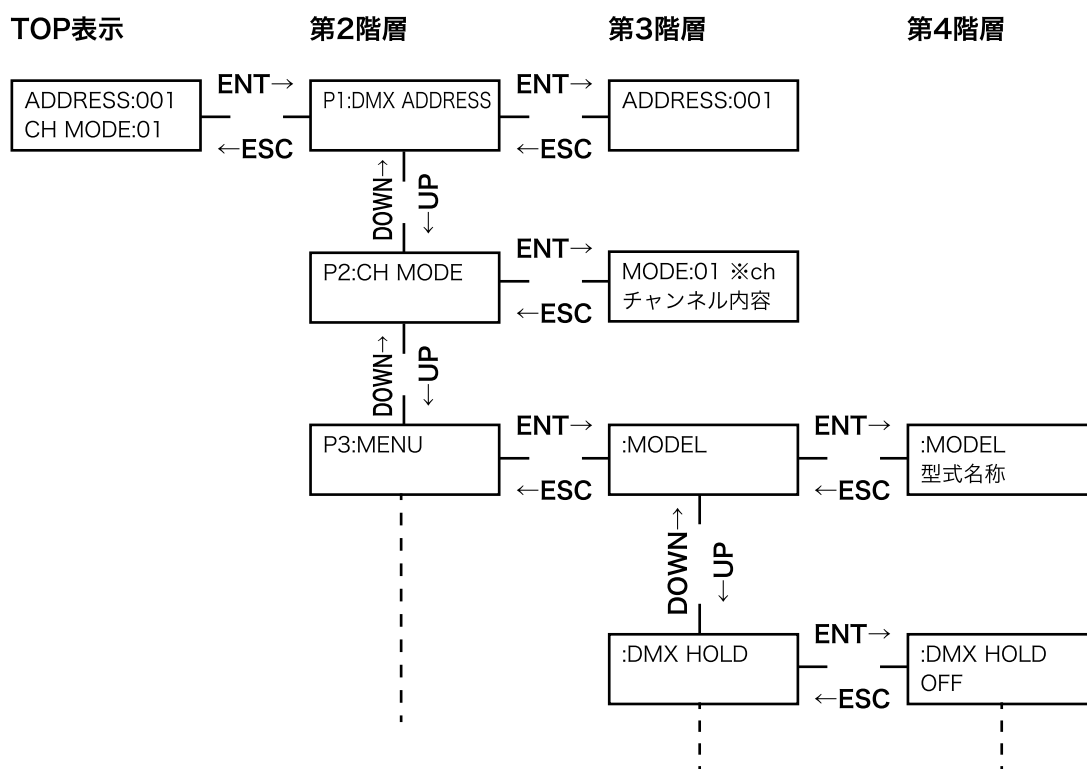 TOP表示
第2階層
第3階層
第4階層
ADDRESS:001
CH MODE:01
ENT→
←ESC
P1:DMX ADDRESS
ENT→
←ESC
ADDRESS:001
DOWN→
←UP
P2:CH MODE
ENT→
←ESC
MODE:01 ※ch
チャンネル内容
DOWN→
←UP
P3:MENU
ENT→
←ESC
:MODEL
ENT→
←ESC
:MODEL
型式名称
DOWN→
←UP
:DMX HOLD
ENT→
←ESC
:DMX HOLD
OFF